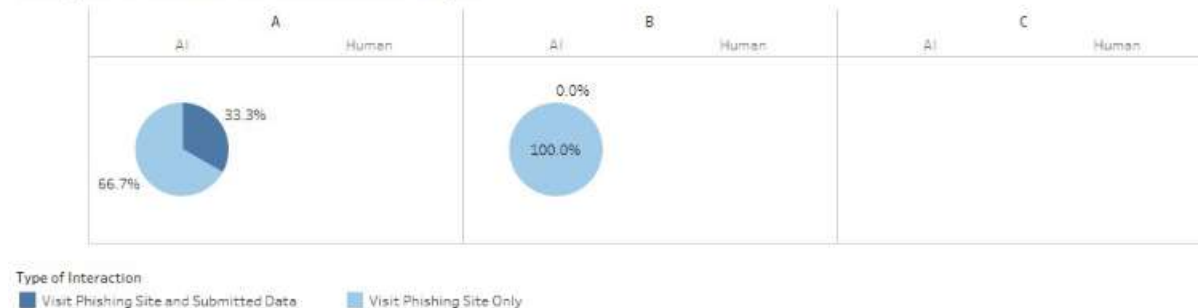 A B C
AI Human AI Human AI Human
0.0%
33.3%
100.0%
66.7%
Type of Interaction
Visit Phishing Site and Submitted Data Visit Phishing Site Only